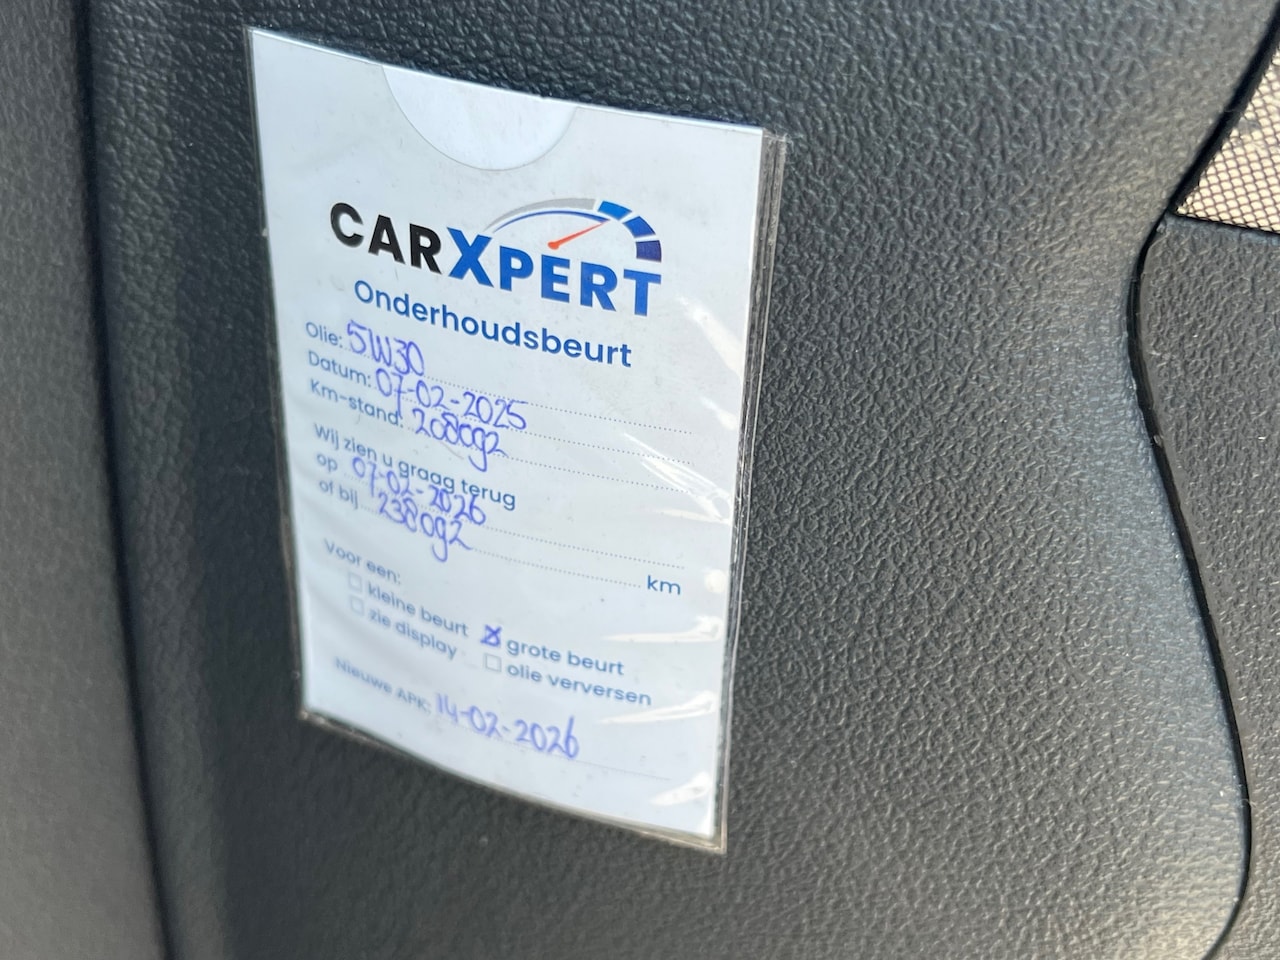 CARXPERT
Onderhoudsbeurt
Olie: 5W30
Datum: 07-02-2025
Km-stand: 208092
Wij zien u graag terug
op 07-02-2026
of bij 238092 km
Voor een:
kleine beurt grote beurt
zie display olie verversen
Nieuwe APK: 14-02-2026